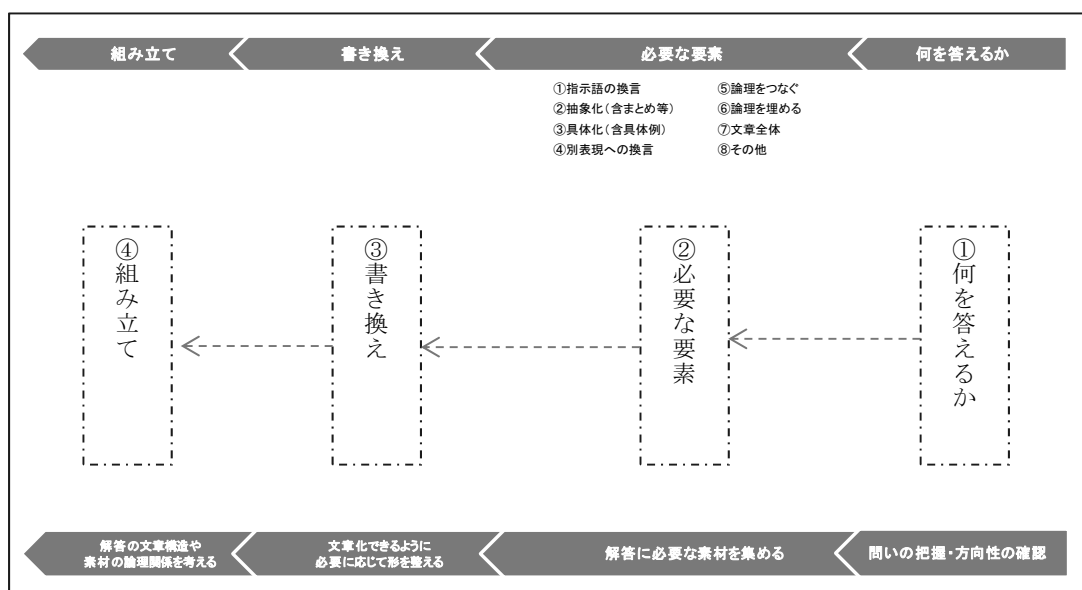 何を答えるか
必要な要素
書き換え
組み立て
①指示語の換言
②抽象化（含まとめ等）
③具体化（含具体例）
④別表現への換言
⑤論理をつなぐ
⑥論理を埋める
⑦文章全体
⑧その他
①何を答えるか
②必要な要素
③書き換え
④組み立て
問いの把握・方向性の確認
解答に必要な素材を集める
文章化できるように
必要に応じて形を整える
解答の文章構造や
素材の論理関係を考える